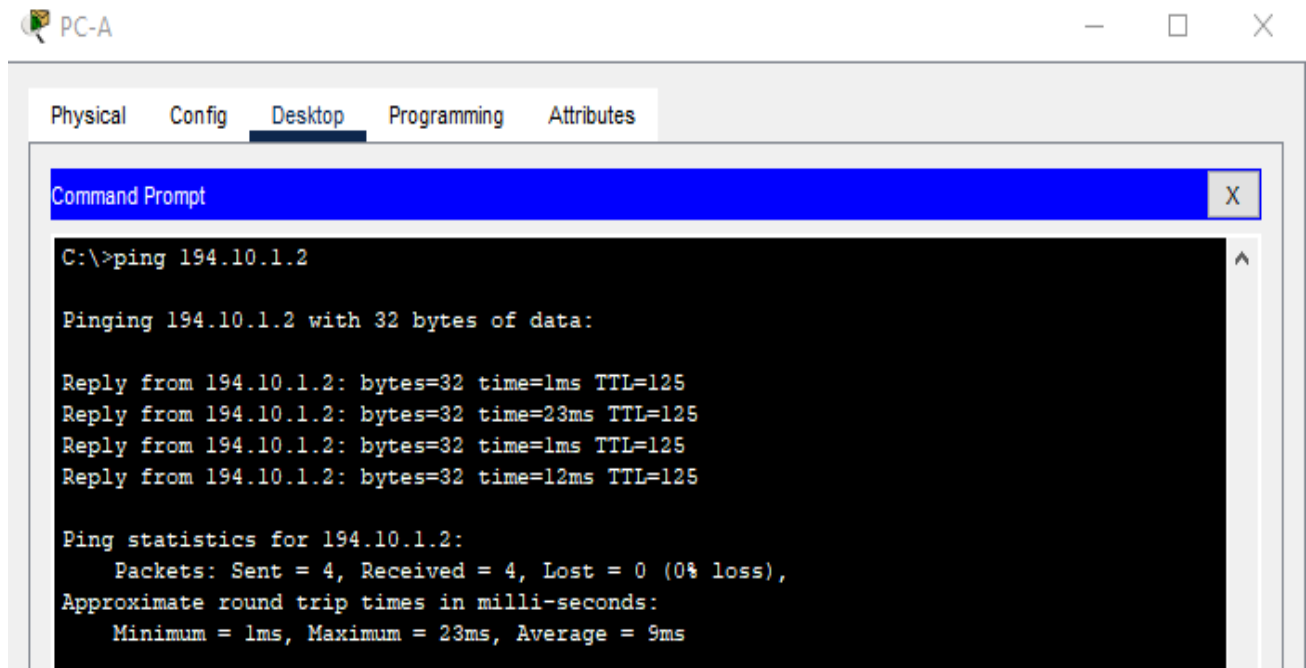 PC-A
Physical Config Desktop Programming Attributes
Command Prompt X
C:\>ping 194.10.1.2
Pinging 194.10.1.2 with 32 bytes of data:
Reply from 194.10.1.2: bytes=32 time=1ms TTL=125
Reply from 194.10.1.2: bytes=32 time=23ms TTL=125
Reply from 194.10.1.2: bytes=32 time=1ms TTL=125
Reply from 194.10.1.2: bytes=32 time=12ms TTL=125
Ping statistics for 194.10.1.2:
Packets: Sent = 4, Received = 4, Lost = 0 (0% loss),
Approximate round trip times in milli-seconds:
Minimum = 1ms, Maximum = 23ms, Average = 9ms